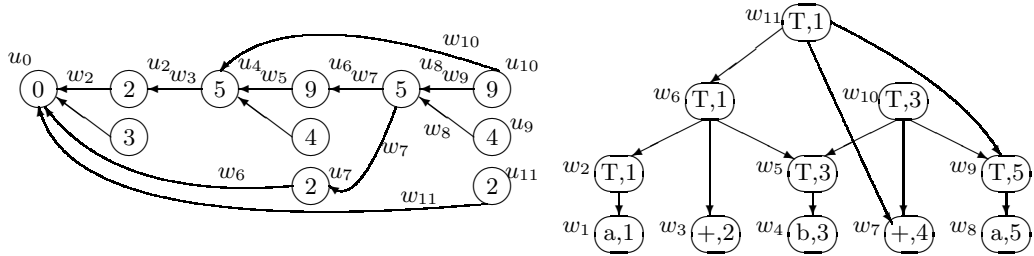 w11 T,1
w10
u0 u2 u4 u6 u8 u10
w2 w3 w5 w7 w9
0 2 5 9 5 9
w6 T,1 w10 T,3
3 4 w8 4 u9
w7
w2 T,1 w5 T,3 w9 T,5
w6 2 u7 2 u11
w11
w1 a,1 w3 +,2 w4 b,3 w7 +,4 w8 a,5